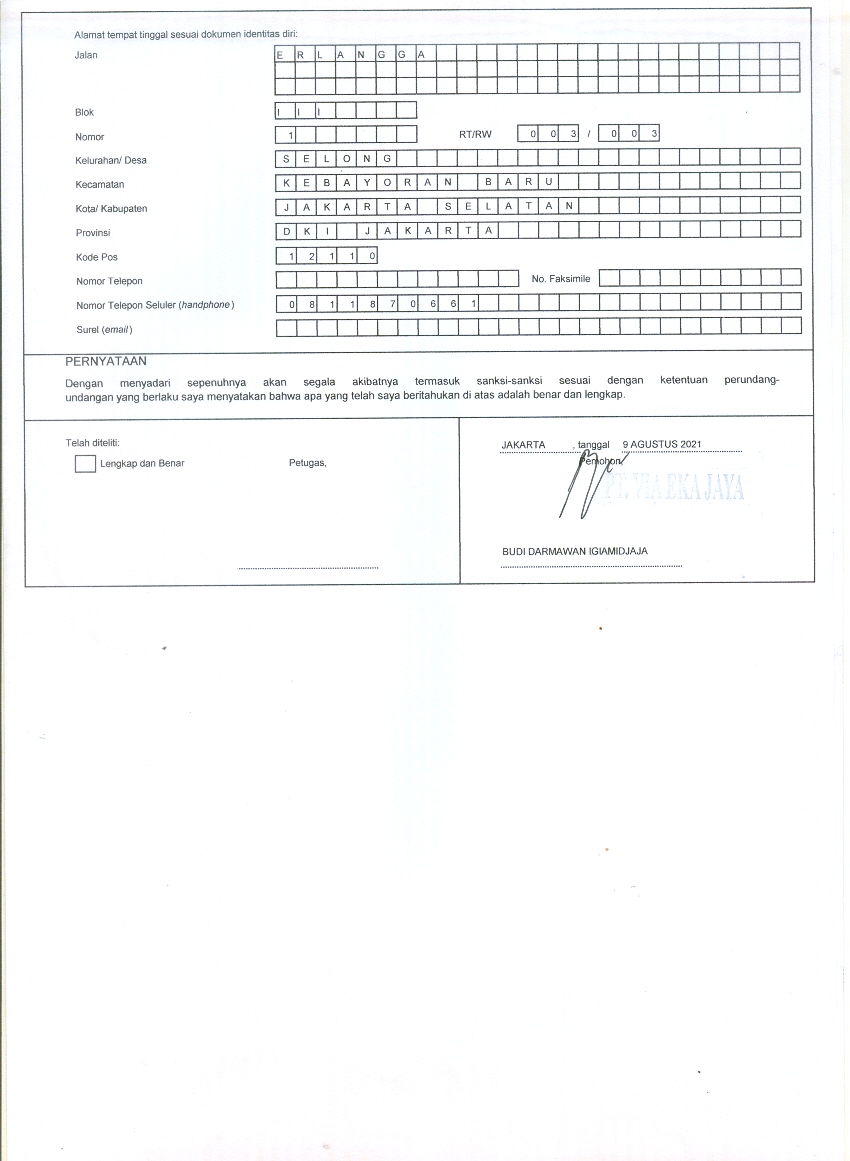 Alamat tempat tinggal sesuai dokumen identitas diri:
Jalan ERLANGGA
Blok III
Nomor 1 RT/RW 003 / 003
Kelurahan/ Desa SELONG
Kecamatan KEBAYORAN BARU
Kota/ Kabupaten JAKARTA SELATAN
Provinsi DKI JAKARTA
Kode Pos 12110
Nomor Telepon No. Faksimile
Nomor Telepon Seluler (handphone) 0811870661
Surel (email)
PERNYATAAN
Dengan menyadari sepenuhnya akan segala akibatnya termasuk sanksi-sanksi sesuai dengan ketentuan perundang-
undangan yang berlaku saya menyatakan bahwa apa yang telah saya beritahukan di atas adalah benar dan lengkap.
Telah diteliti:
Lengkap dan Benar Petugas,
JAKARTA , tanggal 9 AGUSTUS 2021
Pemohon
PT. VIA EKA JAYA
BUDI DARMAWAN IGIAMIDJAJA